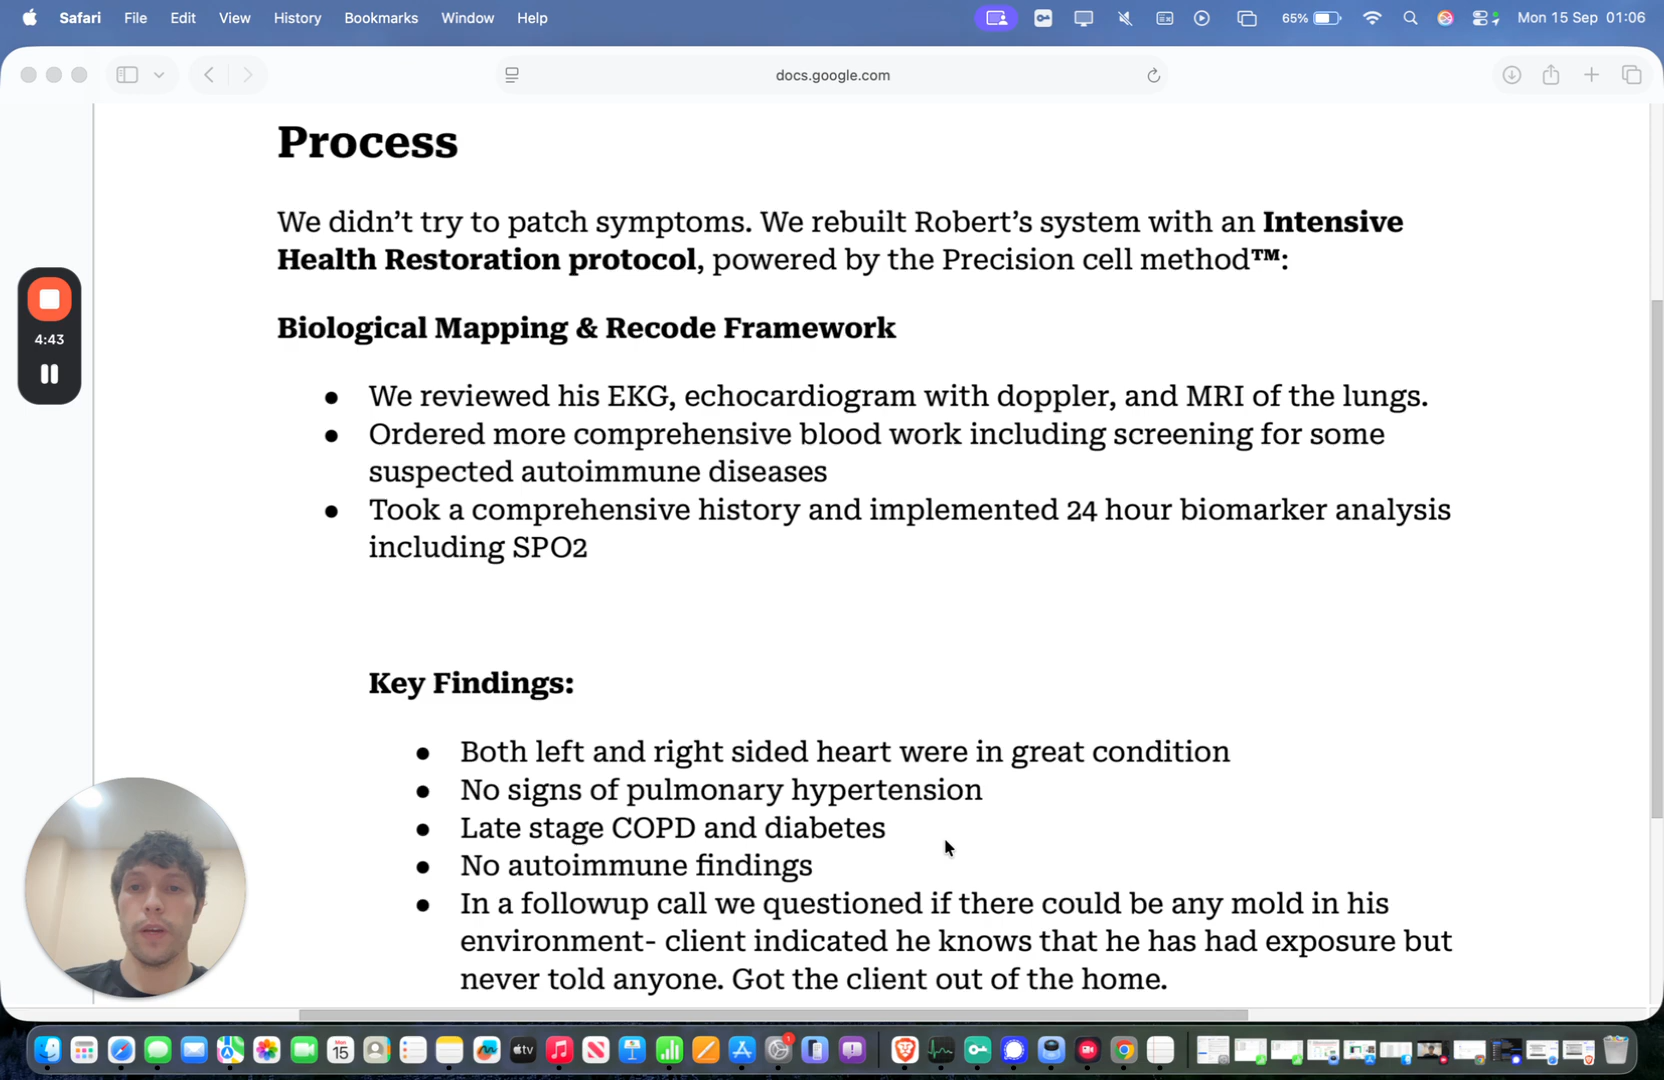 Safari File Edit View History Bookmarks Window Help 65% Mon 15 Sep 01:06
docs.google.com
Process
We didn’t try to patch symptoms. We rebuilt Robert’s system with an Intensive
Health Restoration protocol, powered by the Precision cell method™:
Biological Mapping & Recode Framework
● We reviewed his EKG, echocardiogram with doppler, and MRI of the lungs.
● Ordered more comprehensive blood work including screening for some
suspected autoimmune diseases
● Took a comprehensive history and implemented 24 hour biomarker analysis
including SPO2
4:43
Key Findings:
● Both left and right sided heart were in great condition
● No signs of pulmonary hypertension
● Late stage COPD and diabetes
● No autoimmune findings
● In a followup call we questioned if there could be any mold in his
environment- client indicated he knows that he has had exposure but
never told anyone. Got the client out of the home.
15
tv
1